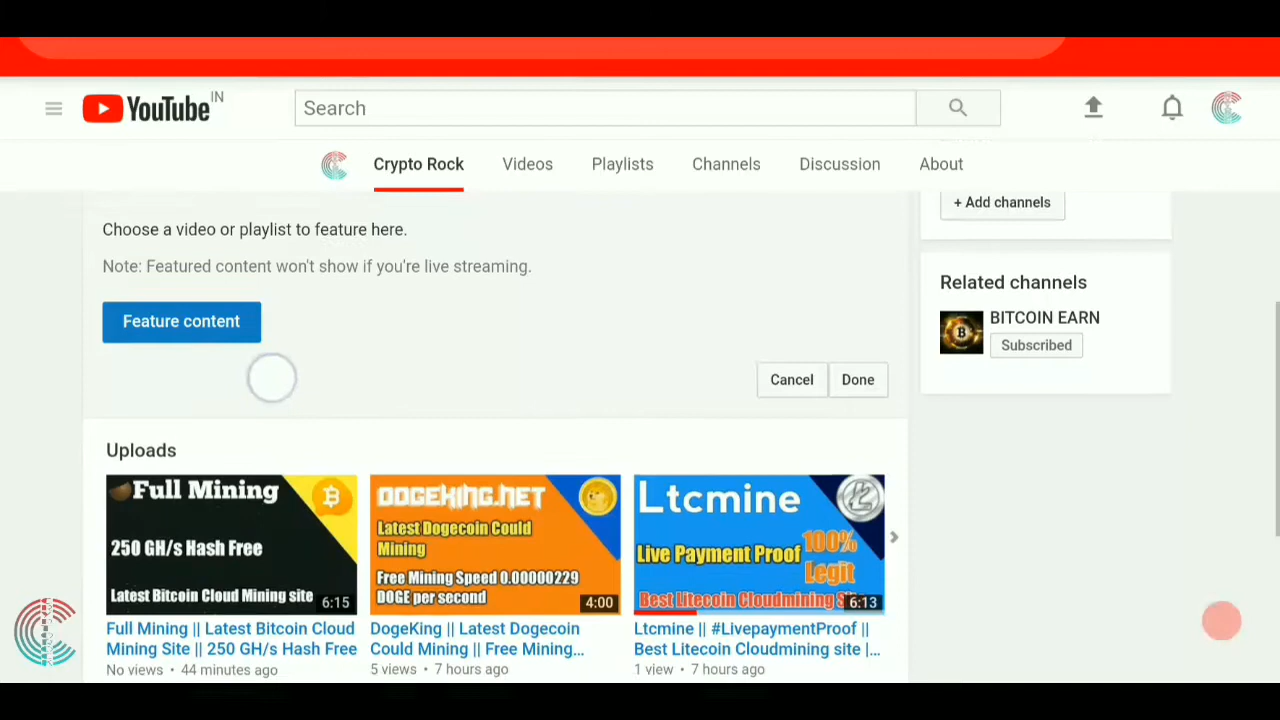 YouTube IN
Search
Crypto Rock
Videos
Playlists
Channels
Discussion
About
+ Add channels
Choose a video or playlist to feature here.
Note: Featured content won't show if you're live streaming.
Feature content
Cancel
Done
Related channels
BITCOIN EARN
Subscribed
Uploads
Full Mining
250 GH/s Hash Free
Latest Bitcoin Cloud Mining site
6:15
Full Mining || Latest Bitcoin Cloud
Mining Site || 250 GH/s Hash Free
No views • 44 minutes ago
DOGEKING.NET
Latest Dogecoin Could
Mining
Free Mining Speed 0.00000229
DOGE per second
4:00
DogeKing || Latest Dogecoin
Could Mining || Free Mining...
5 views • 7 hours ago
Ltcmine
Live Payment Proof
100%
Legit
Best Litecoin Cloudmining
6:13
Ltcmine || #LivepaymentProof ||
Best Litecoin Cloudmining site |...
1 view • 7 hours ago